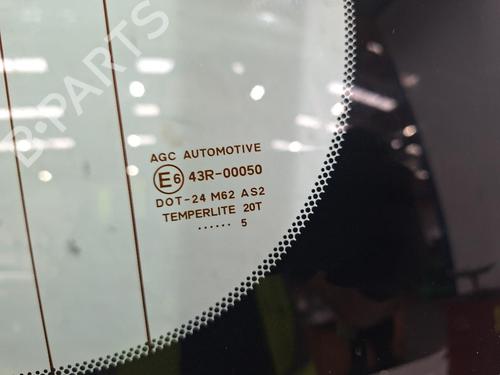 B-PARTS
AGC AUTOMOTIVE
E6 43R-00050
DOT-24 M62 AS2
TEMPERLITE 20T
...... 5